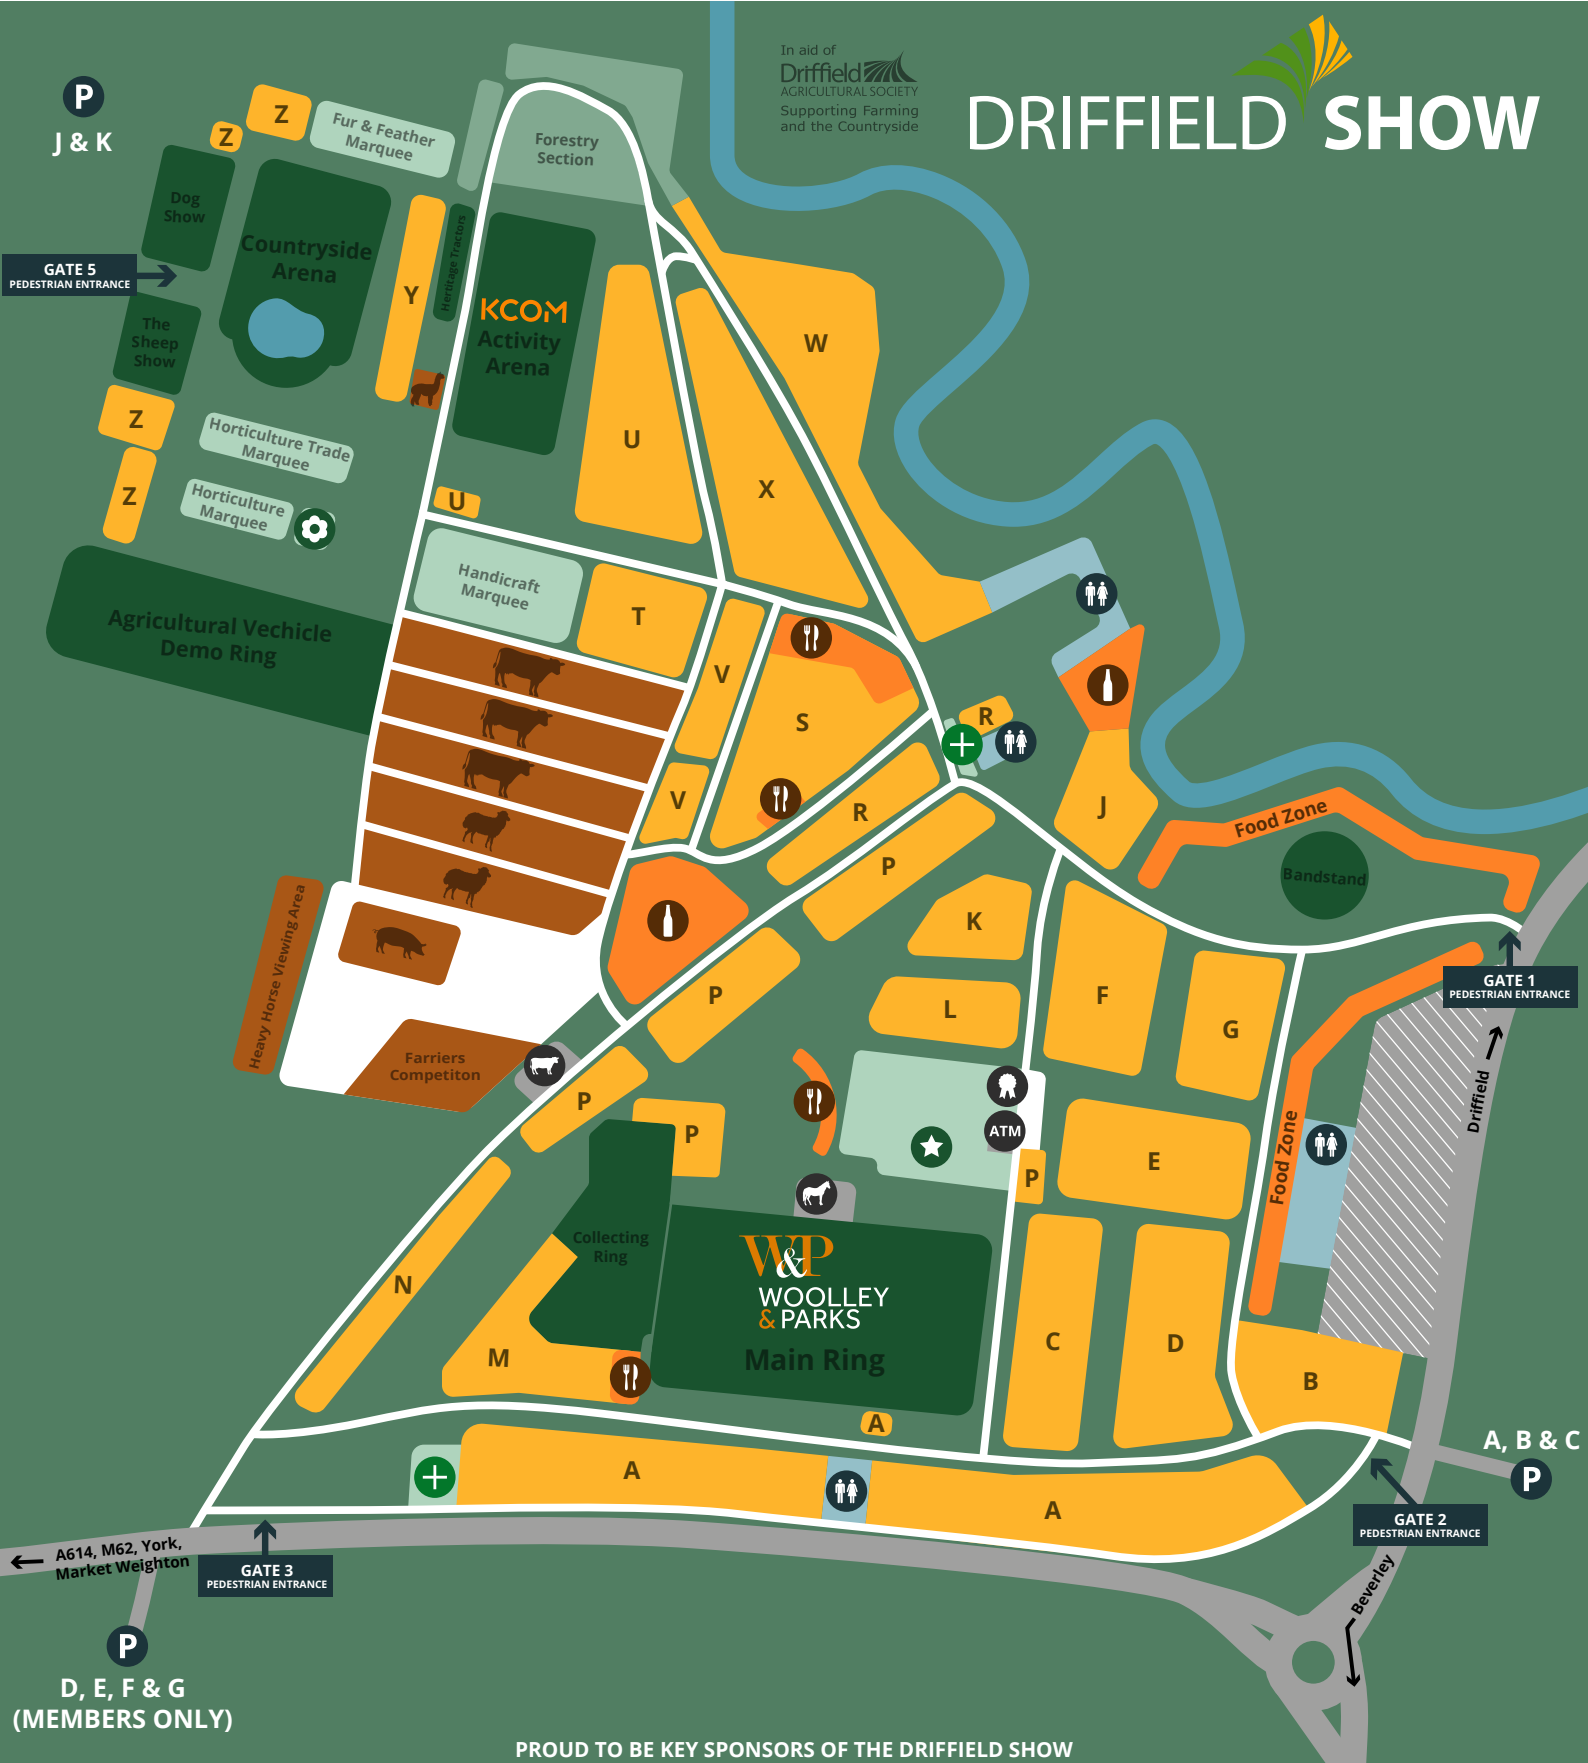 In aid of
Driffield
AGRICULTURAL SOCIETY
Supporting Farming
and the Countryside
DRIFFIELD SHOW
P
J & K
Z
Z
Fur & Feather
Marquee
Forestry
Section
Dog
Show
Countryside
Arena
Y
Heritage Tractors
GATE 5
PEDESTRIAN ENTRANCE
The
Sheep
Show
KCOM
Activity
Arena
W
Z
Z
Horticulture Trade
Marquee
Horticulture
Marquee
U
U
X
Handicraft
Marquee
T
Agricultural Vechicle
Demo Ring
V
V
S
R
R
P
J
Food Zone
Bandstand
Heavy Horse Viewing Area
Farriers
Competiton
K
L
F
G
P
P
P
GATE 1
PEDESTRIAN ENTRANCE
Driffield
ATM
E
P
Food Zone
Collecting
Ring
N
M
W&P
WOOLLEY
& PARKS
Main Ring
C
D
B
A
A
A
A, B & C
P
GATE 2
PEDESTRIAN ENTRANCE
A614, M62, York,
Market Weighton
GATE 3
PEDESTRIAN ENTRANCE
Beverley
P
D, E, F & G
(MEMBERS ONLY)
PROUD TO BE KEY SPONSORS OF THE DRIFFIELD SHOW